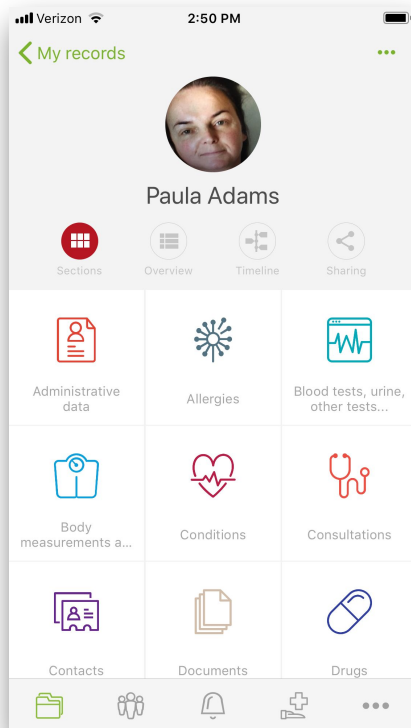 Verizon 2:50 PM
My records
Paula Adams
Sections Overview Timeline Sharing
Administrative
data
Allergies
Blood tests, urine,
other tests...
Body
measurements a...
Conditions
Consultations
Contacts
Documents
Drugs